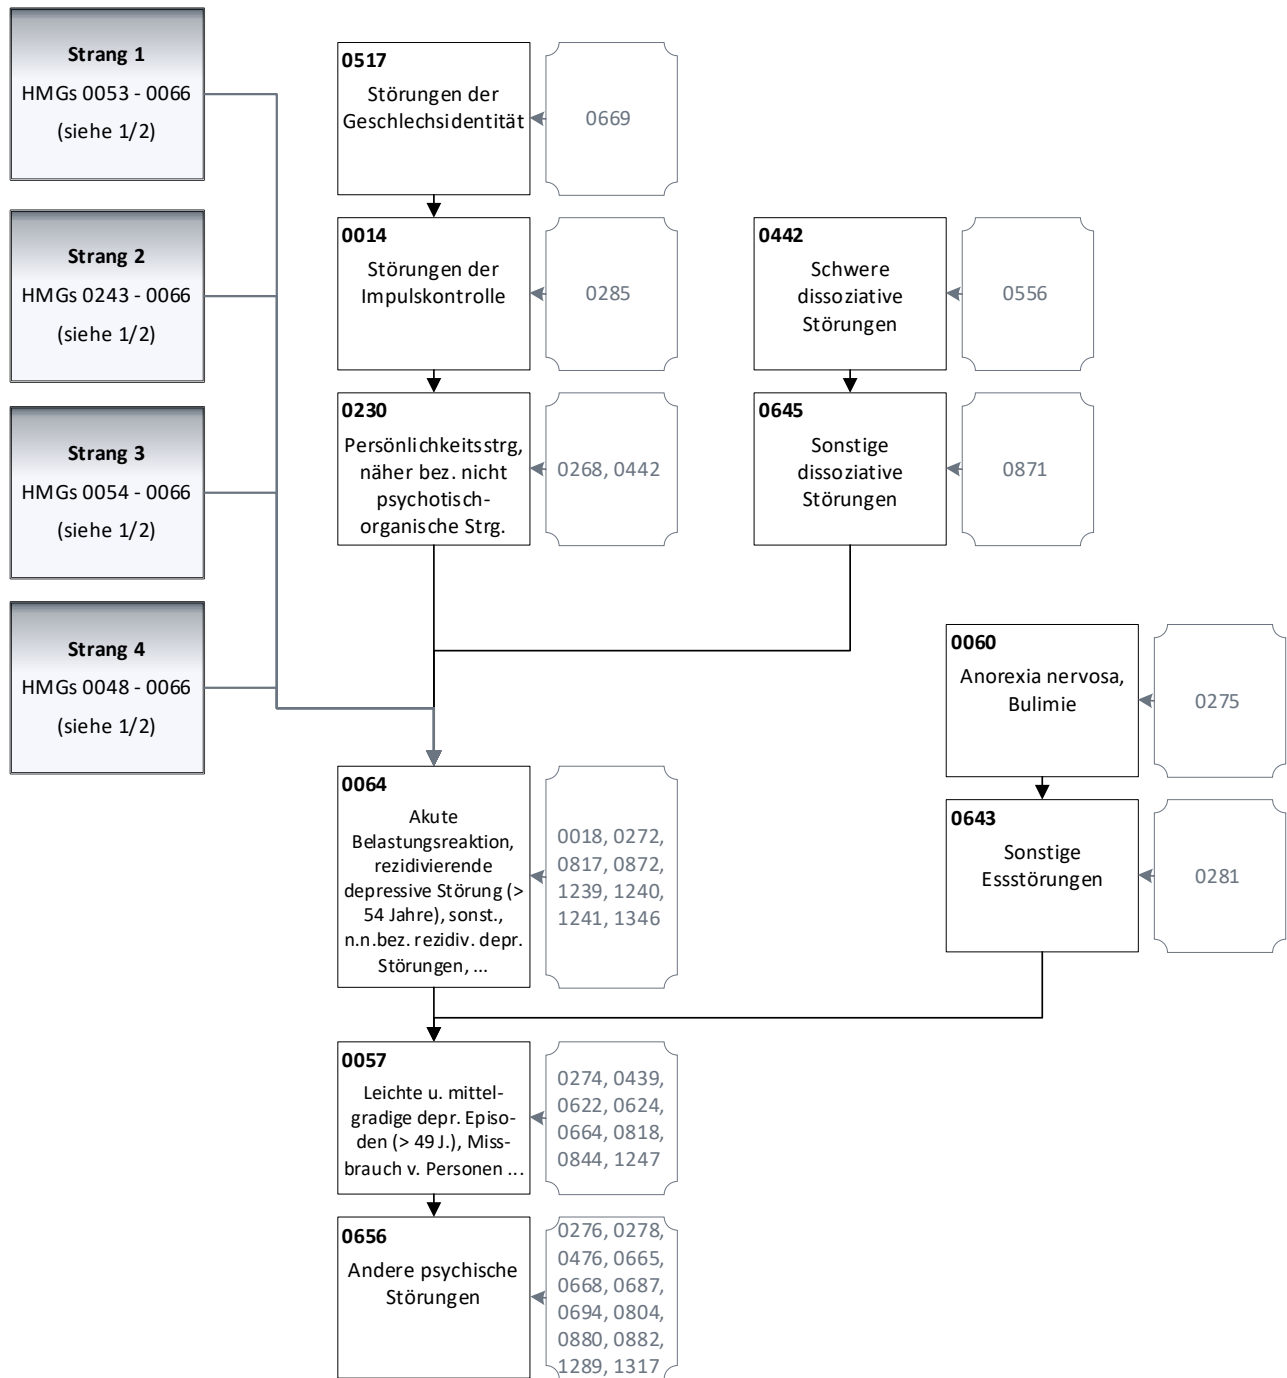 Strang 1
HMGs 0053 - 0066
(siehe 1/2)
Strang 2
HMGs 0243 - 0066
(siehe 1/2)
Strang 3
HMGs 0054 - 0066
(siehe 1/2)
Strang 4
HMGs 0048 - 0066
(siehe 1/2)
0517
Störungen der
Geschlechsidentität
0669
0014
Störungen der
Impulskontrolle
0285
0442
Schwere
dissoziative
Störungen
0556
0230
Persönlichkeitsstrg,
näher bez. nicht
psychotisch-
organische Strg.
0268, 0442
0645
Sonstige
dissoziative
Störungen
0871
0060
Anorexia nervosa,
Bulimie
0275
0064
Akute
Belastungsreaktion,
rezidivierende
depressive Störung (>
54 Jahre), sonst.,
n.n.bez. rezidiv. depr.
Störungen, ...
0018, 0272,
0817, 0872,
1239, 1240,
1241, 1346
0643
Sonstige
Essstörungen
0281
0057
Leichte u. mittel-
gradige depr. Episo-
den (> 49 J.), Miss-
brauch v. Personen ...
0274, 0439,
0622, 0624,
0664, 0818,
0844, 1247
0656
Andere psychische
Störungen
0276, 0278,
0476, 0665,
0668, 0687,
0694, 0804,
0880, 0882,
1289, 1317